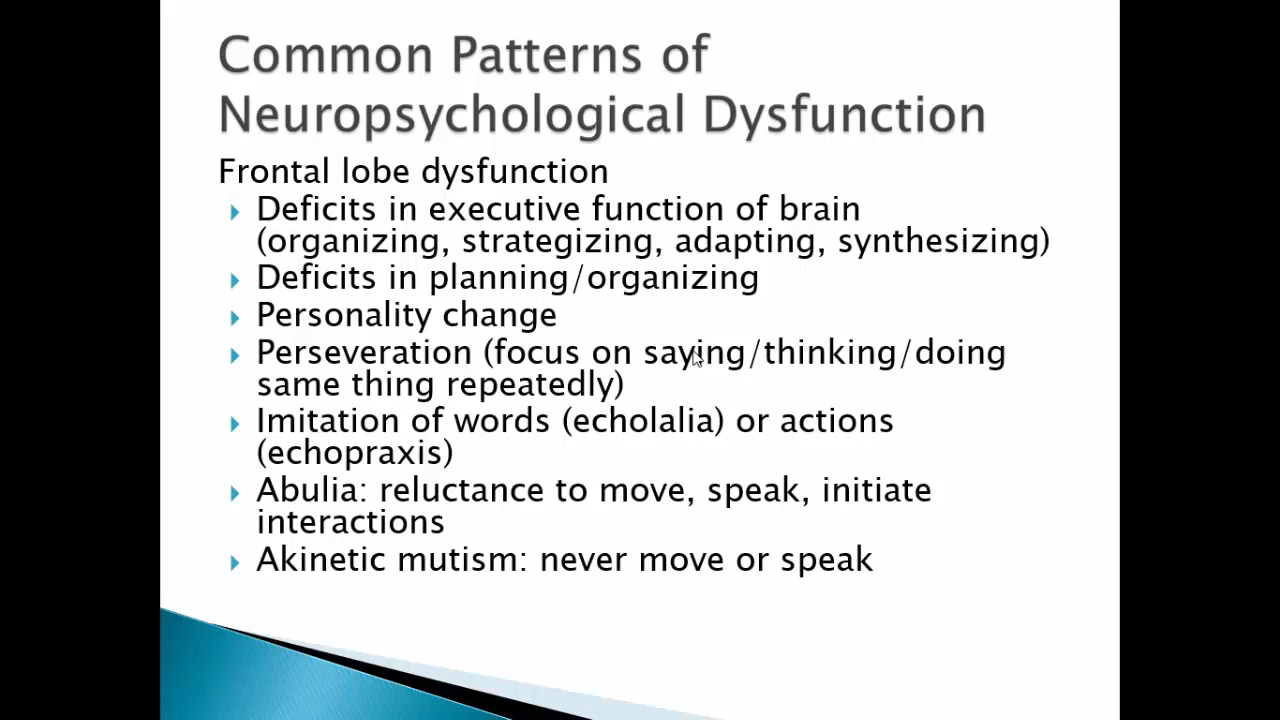 Common Patterns of
Neuropsychological Dysfunction
Frontal lobe dysfunction
Deficits in executive function of brain
(organizing, strategizing, adapting, synthesizing)
Deficits in planning/organizing
Personality change
Perseveration (focus on saying/thinking/doing
same thing repeatedly)
Imitation of words (echolalia) or actions
(echopraxis)
Abulia: reluctance to move, speak, initiate
interactions
Akinetic mutism: never move or speak